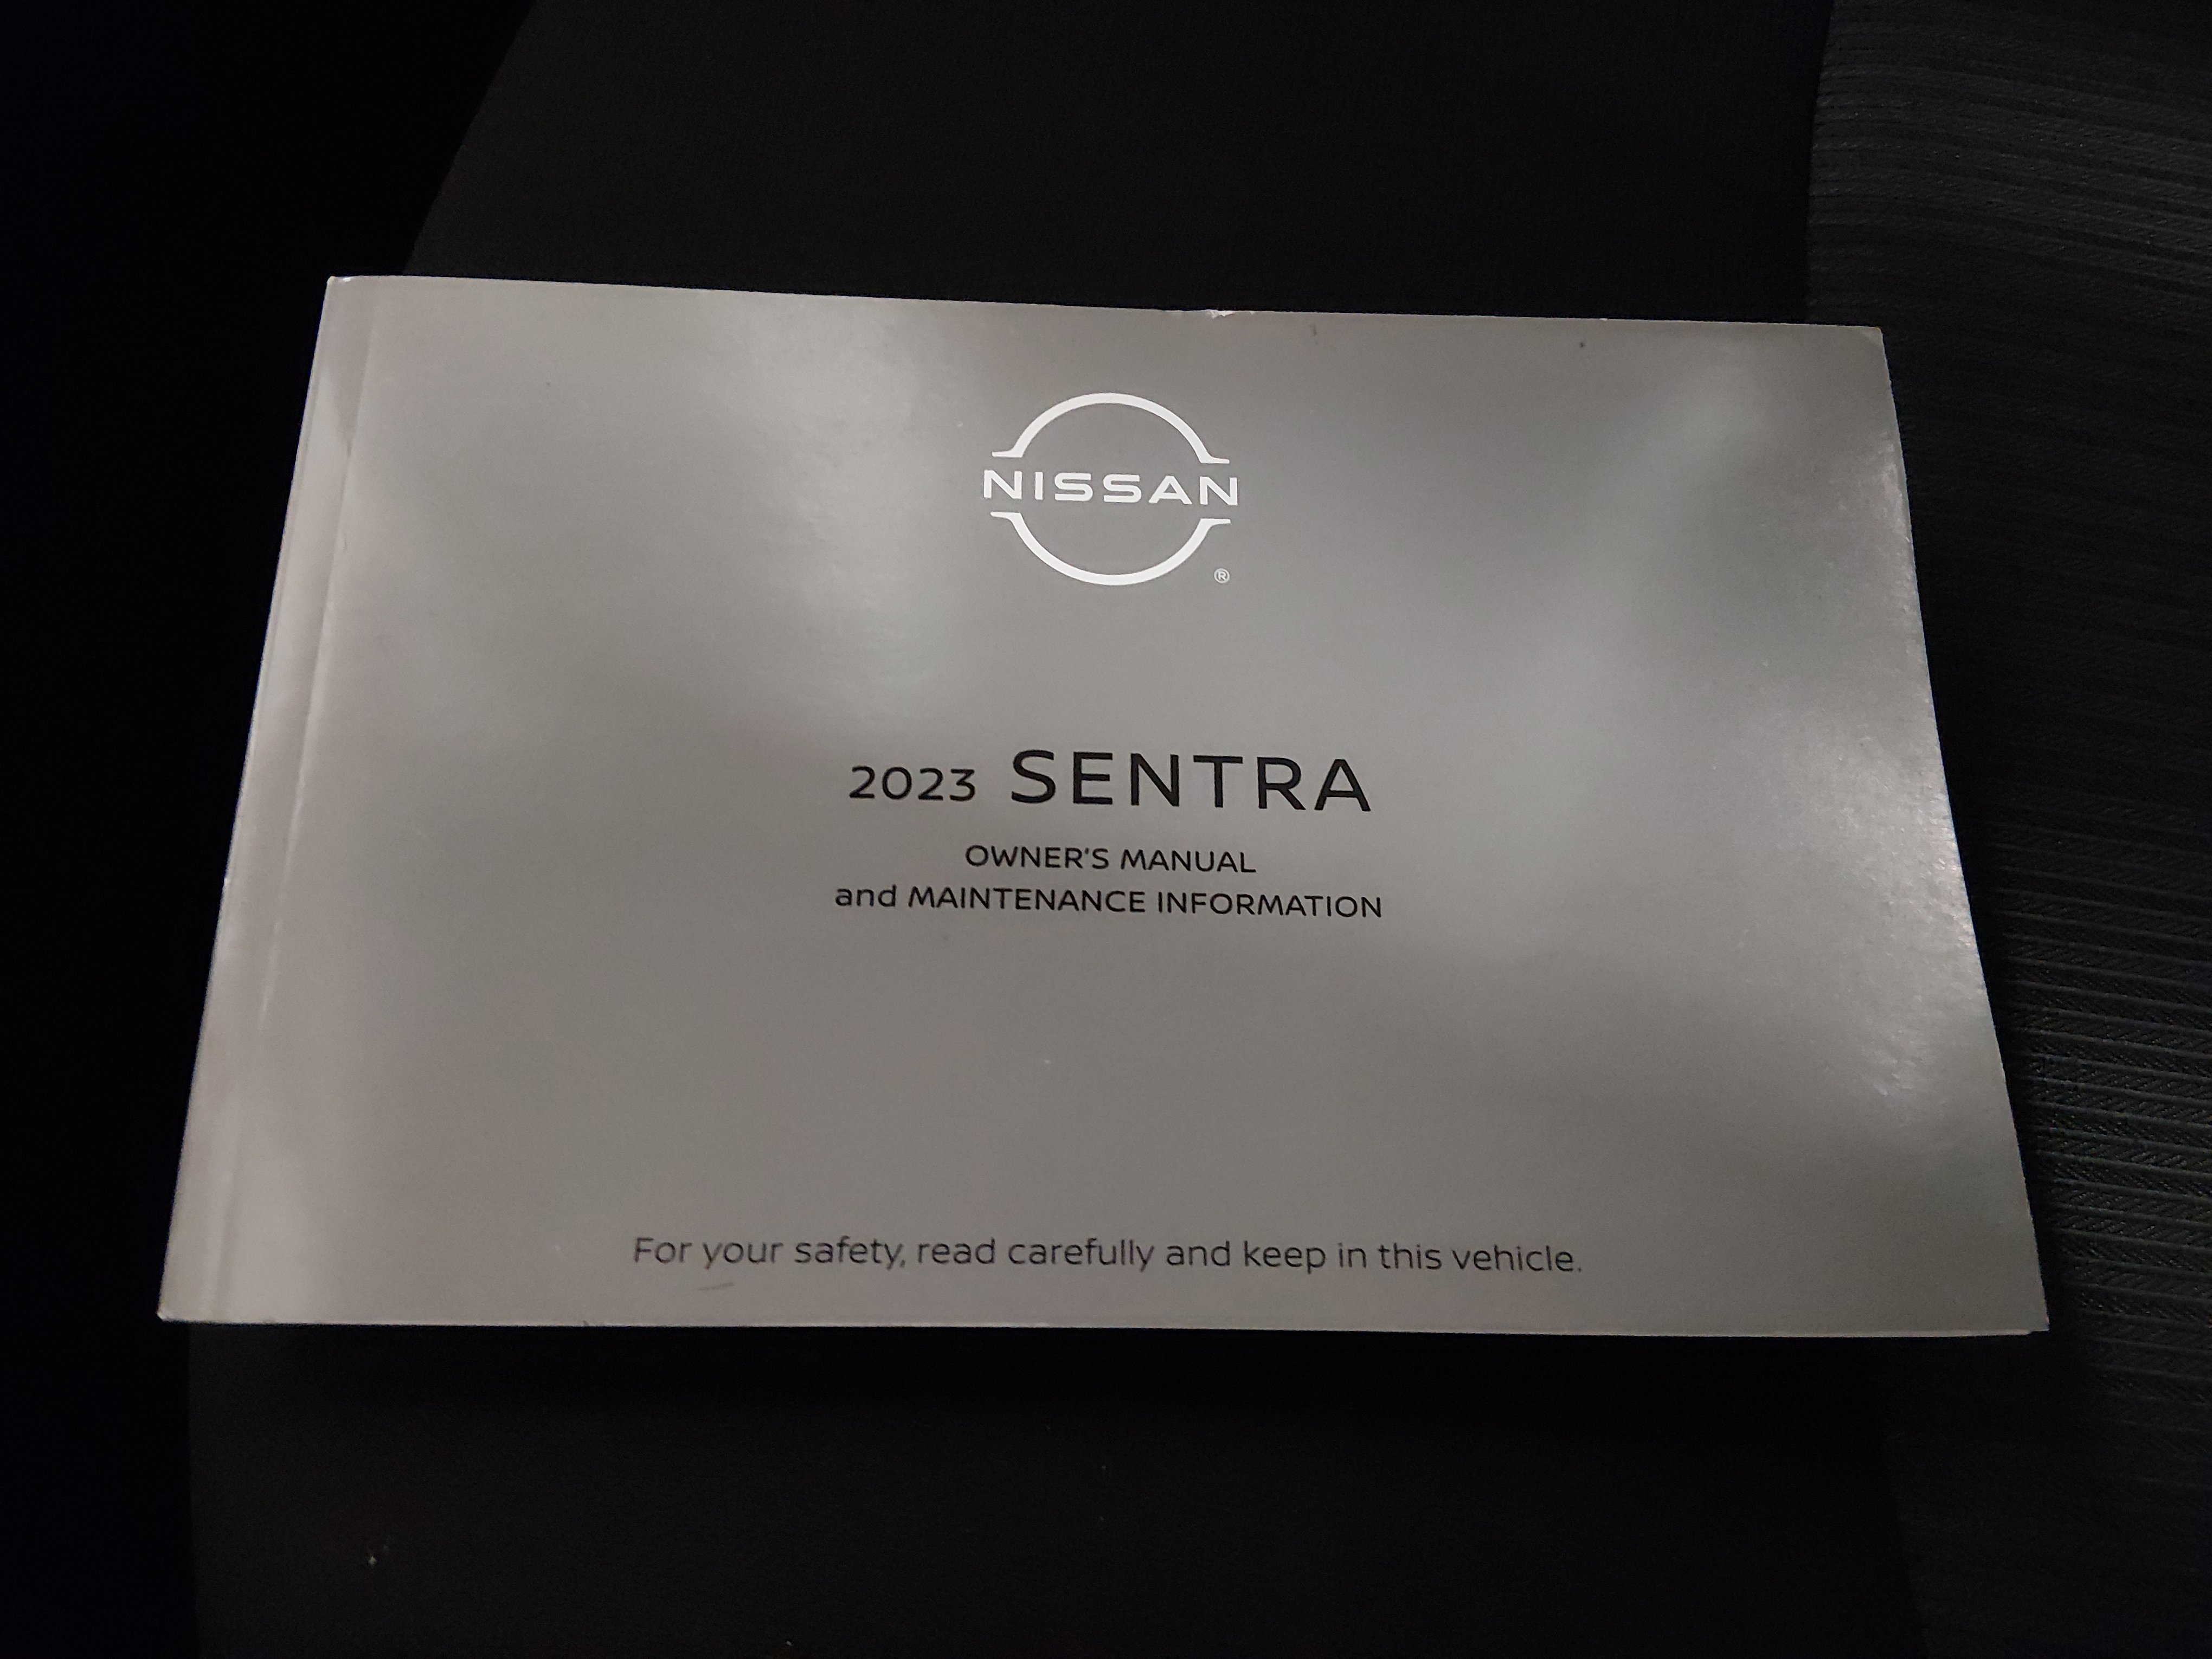 NISSAN
®
2023 SENTRA
OWNER'S MANUAL
and MAINTENANCE INFORMATION
For your safety, read carefully and keep in this vehicle.